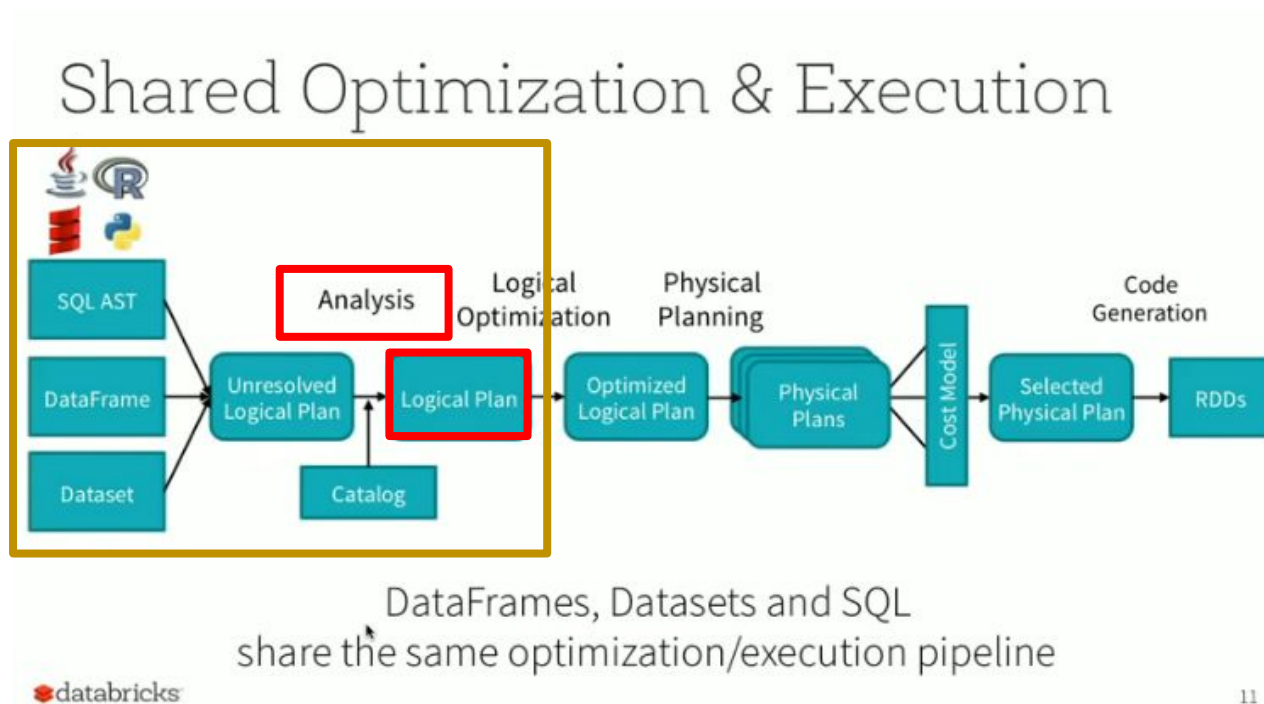 Shared Optimization & Execution
R
SQL AST
DataFrame
Dataset
Unresolved
Logical Plan
Analysis
Catalog
Logical Plan
Logical
Optimization
Optimized
Logical Plan
Physical
Planning
Physical
Plans
Cost Model
Selected
Physical Plan
Code
Generation
RDDs
DataFrames, Datasets and SQL
share the same optimization/execution pipeline
databricks
11